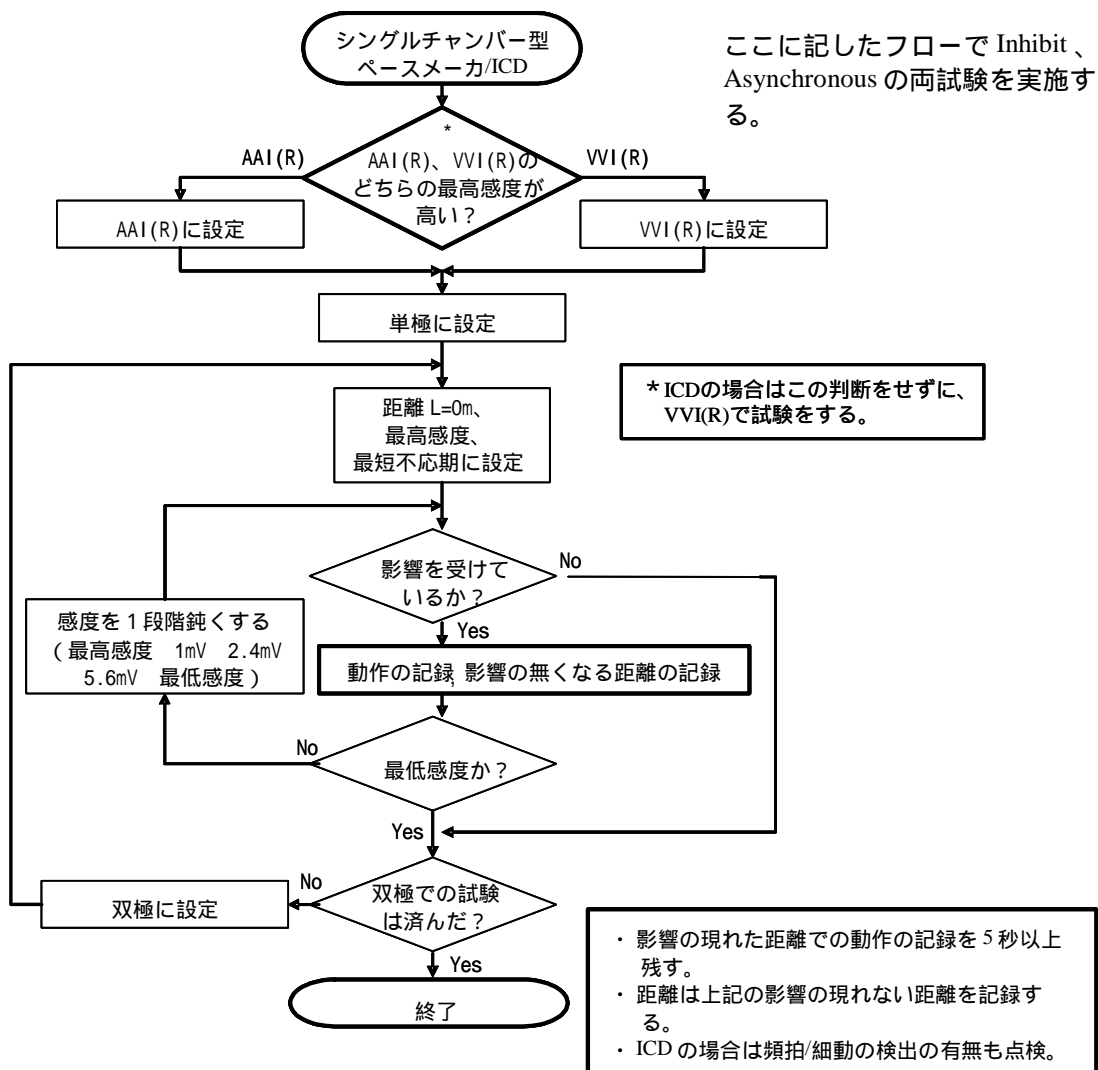 シングルチャンバー型
ペースメーカ/ICD
ここに記したフローで Inhibit 、
Asynchronous の両試験を実施す
る。
*
AAI(R)
AAI(R)、VVI(R)の
どちらの最高感度が
高い？
VVI(R)
AAI(R)に設定
VVI(R)に設定
単極に設定
* ICDの場合はこの判断をせずに、
VVI(R)で試験をする。
距離 L=0m、
最高感度、
最短不応期に設定
影響を受けて
いるか？
No
Yes
感度を１段階鈍くする
（最高感度　1mV　2.4mV
5.6mV　最低感度）
動作の記録, 影響の無くなる距離の記録
最低感度か？
No
Yes
双極での試験
は済んだ？
No
双極に設定
Yes
終了
・ 影響の現れた距離での動作の記録を 5 秒以上
残す。
・ 距離は上記の影響の現れない距離を記録す
る。
・ ICD の場合は頻拍/細動の検出の有無も点検。